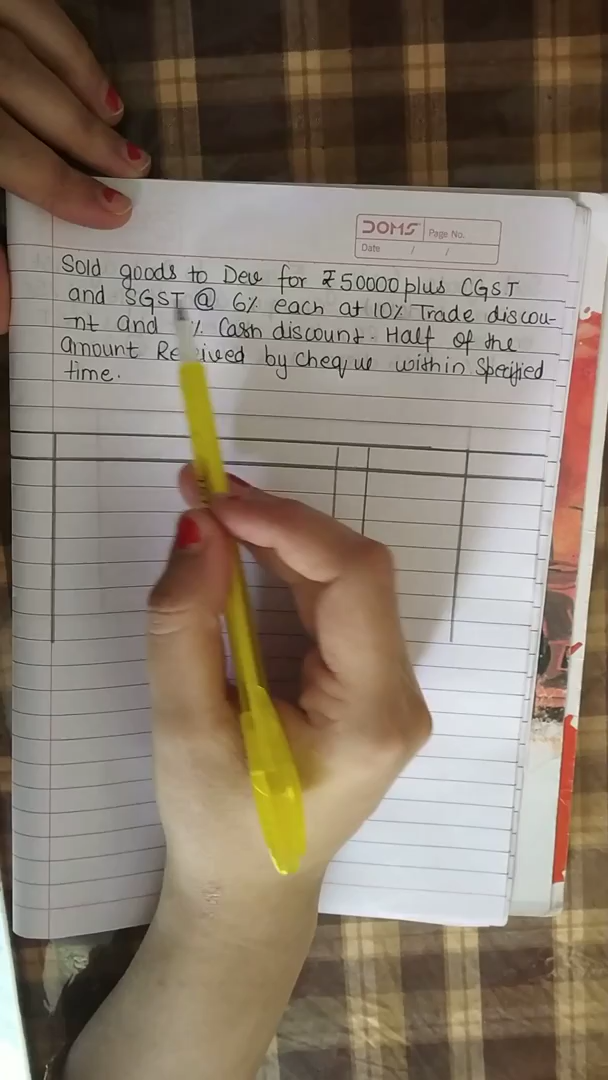 DOMS Page No.
Date / /
Sold goods to Dev for ₹50000 plus CGST
and SGST @ 6% each at 10% Trade discou-
nt and % Cash discount. Half of the
amount Received by cheque within Specified
time.